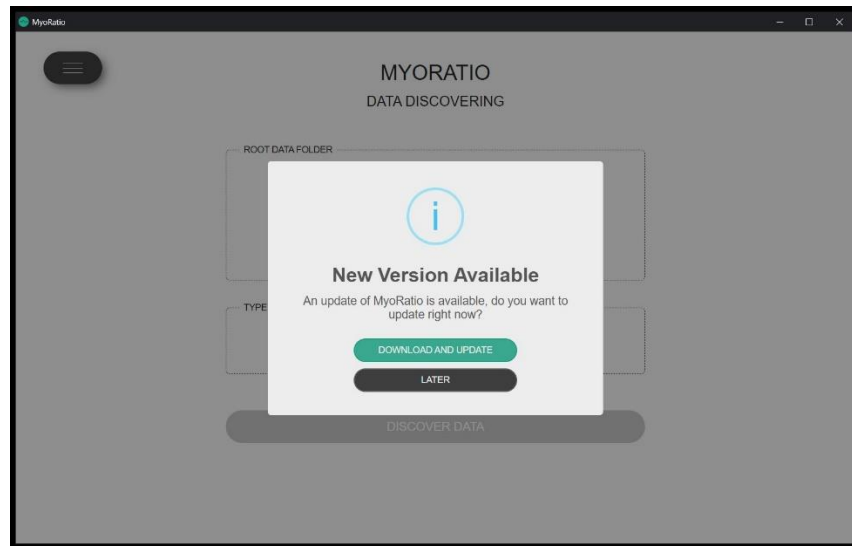 MyoRatio
MYORATIO
DATA DISCOVERING
ROOT DATA FOLDER
i
New Version Available
An update of MyoRatio is available, do you want to
update right now?
TYPE
DOWNLOAD AND UPDATE
LATER
DISCOVER DATA